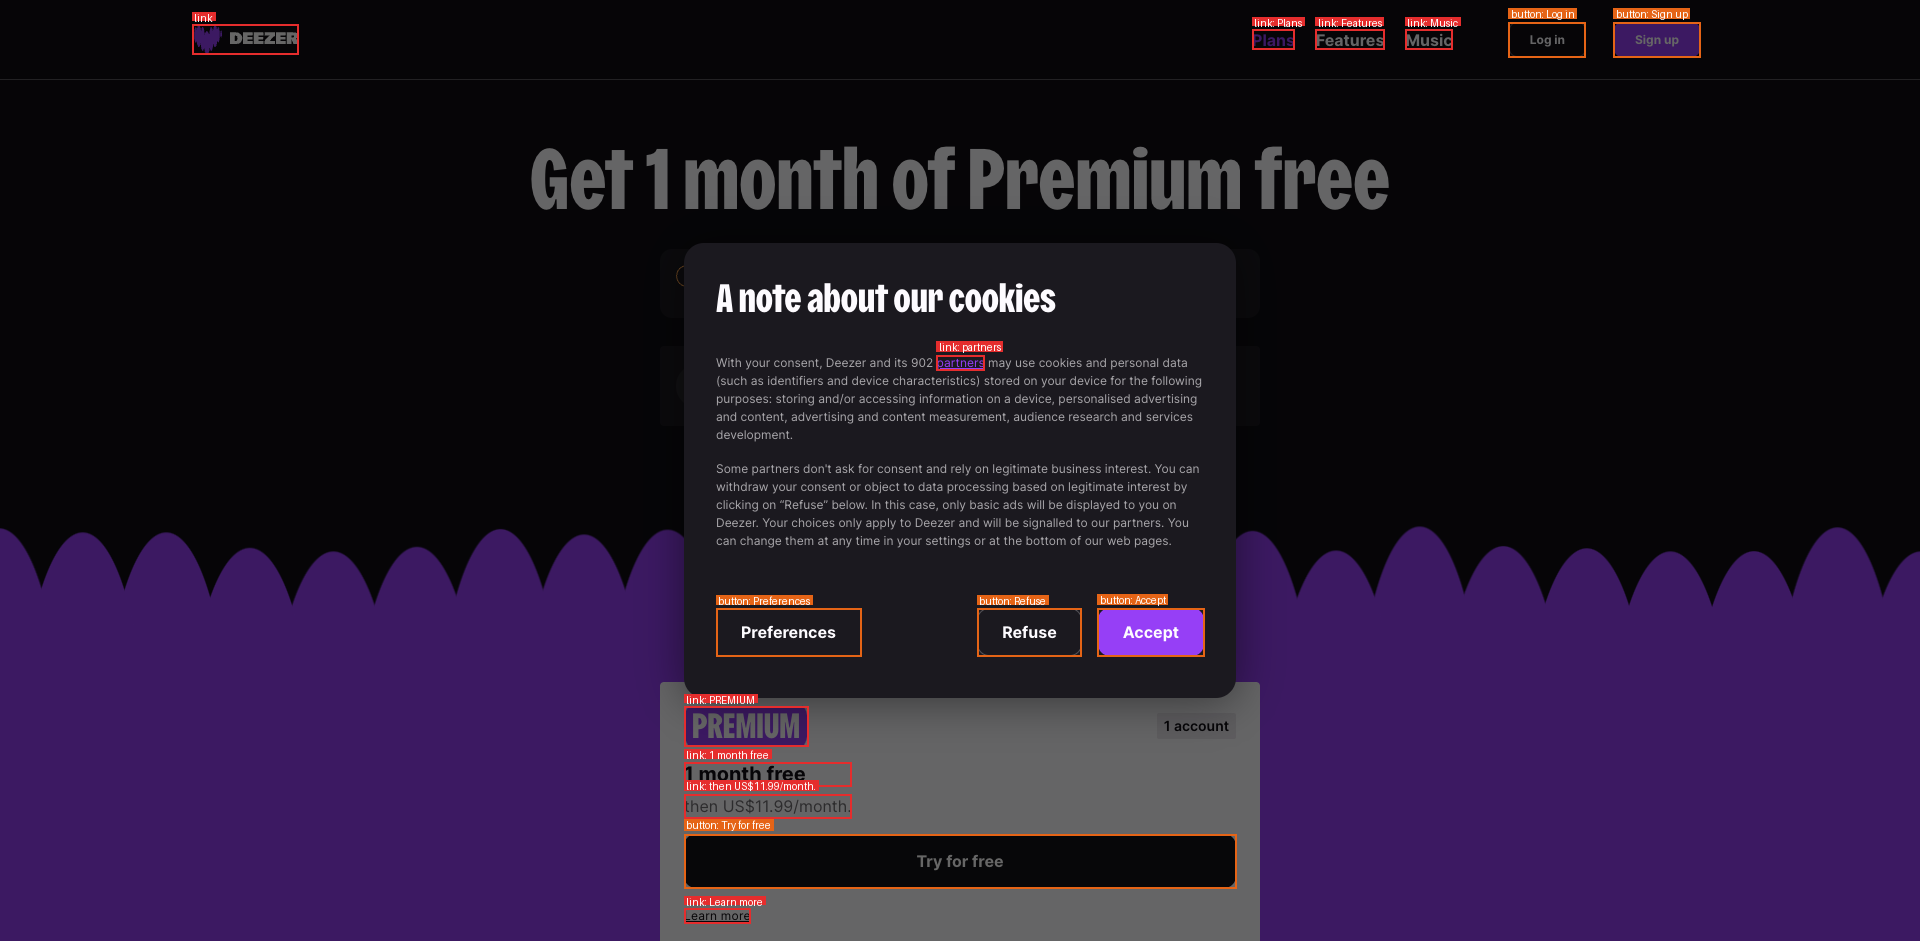 link
DEEZER
link: Plans
Plans
link: Features
Features
link: Music
Music
button: Log in
Log in
button: Sign up
Sign up
Get 1 month of Premium free
A note about our cookies
link: partners
With your consent, Deezer and its 902 partners may use cookies and personal data
(such as identifiers and device characteristics) stored on your device for the following
purposes: storing and/or accessing information on a device, personalised advertising
and content, advertising and content measurement, audience research and services
development.
Some partners don't ask for consent and rely on legitimate business interest. You can
withdraw your consent or object to data processing based on legitimate interest by
clicking on “Refuse” below. In this case, only basic ads will be displayed to you on
Deezer. Your choices only apply to Deezer and will be signalled to our partners. You
can change them at any time in your settings or at the bottom of our web pages.
button: Preferences
Preferences
button: Refuse
Refuse
button: Accept
Accept
link: PREMIUM
PREMIUM
1 account
link: 1 month free
1 month free
link: then US$11.99/month.
then US$11.99/month.
button: Try for free
Try for free
link: Learn more
Learn more